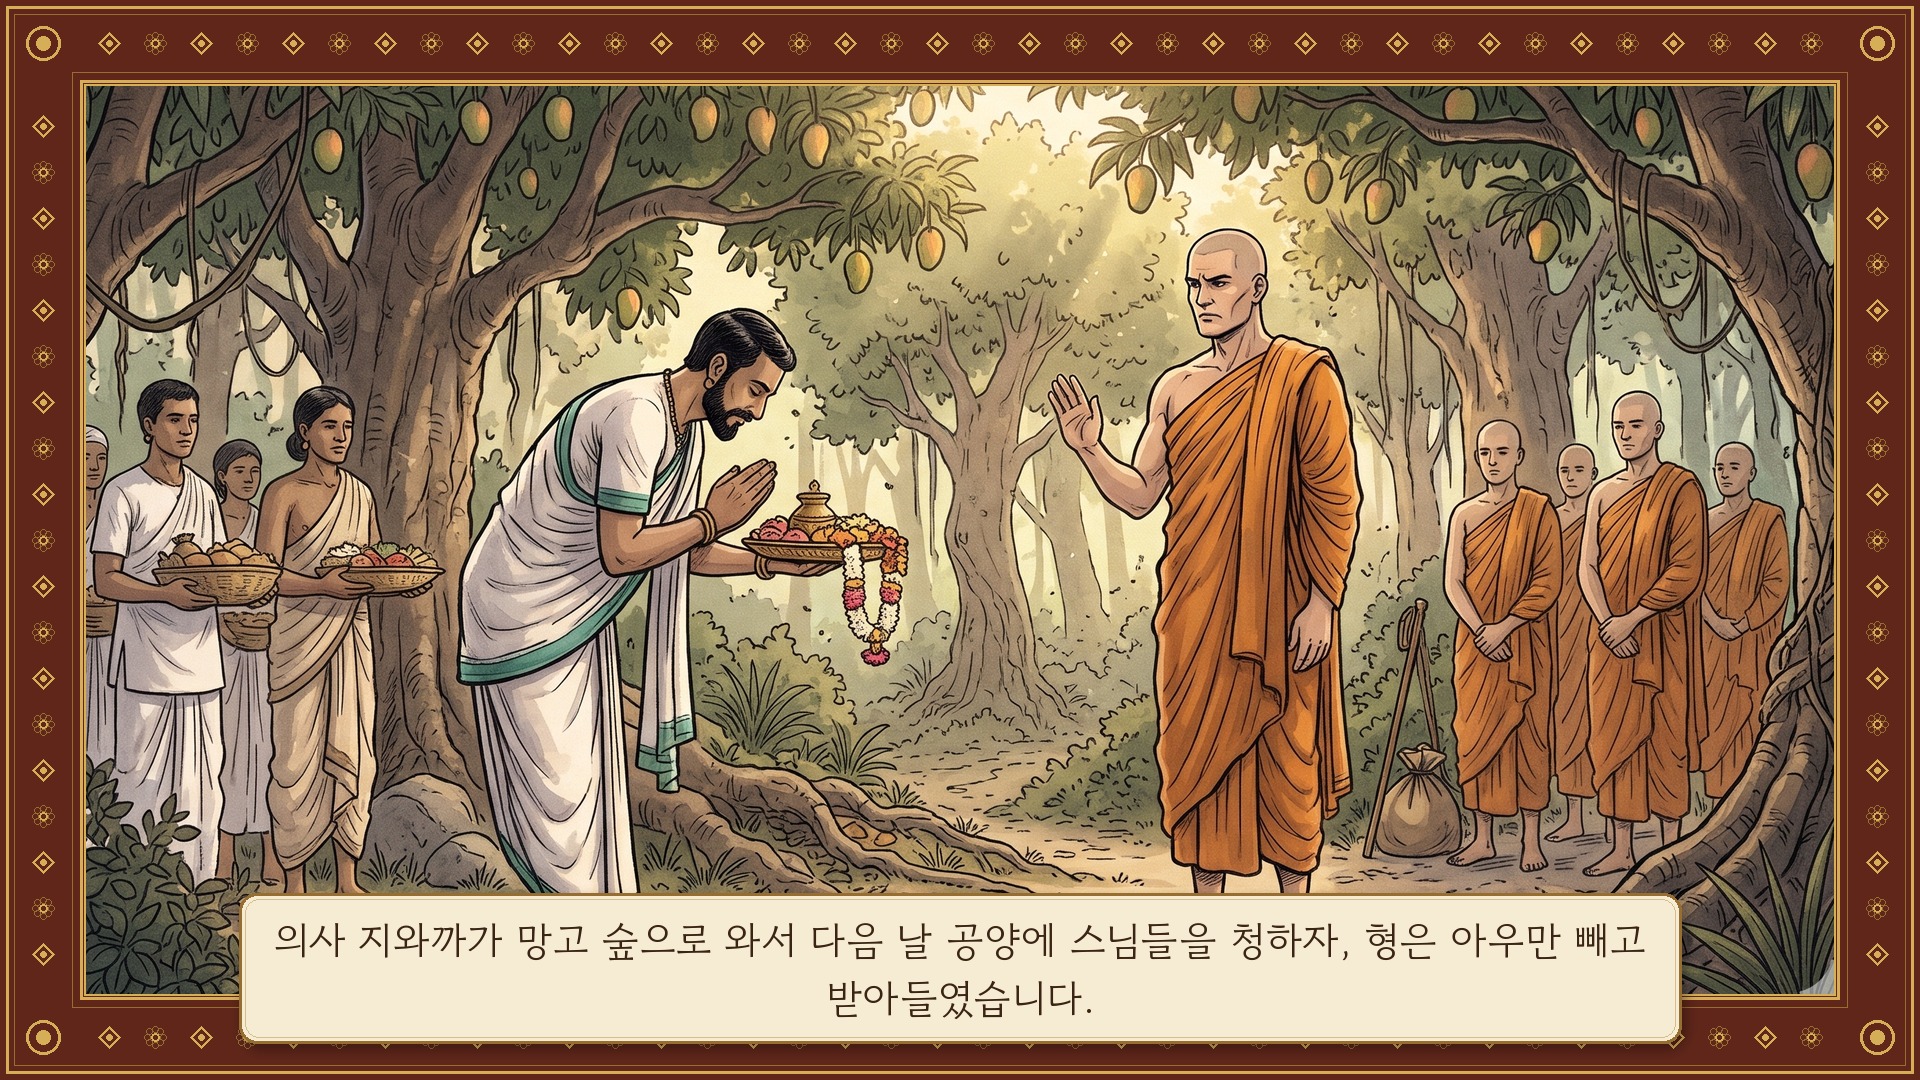 의사 지와까가 망고 숲으로 와서 다음 날 공양에 스님들을 청하자, 형은 아우만 빼고
받아들였습니다.